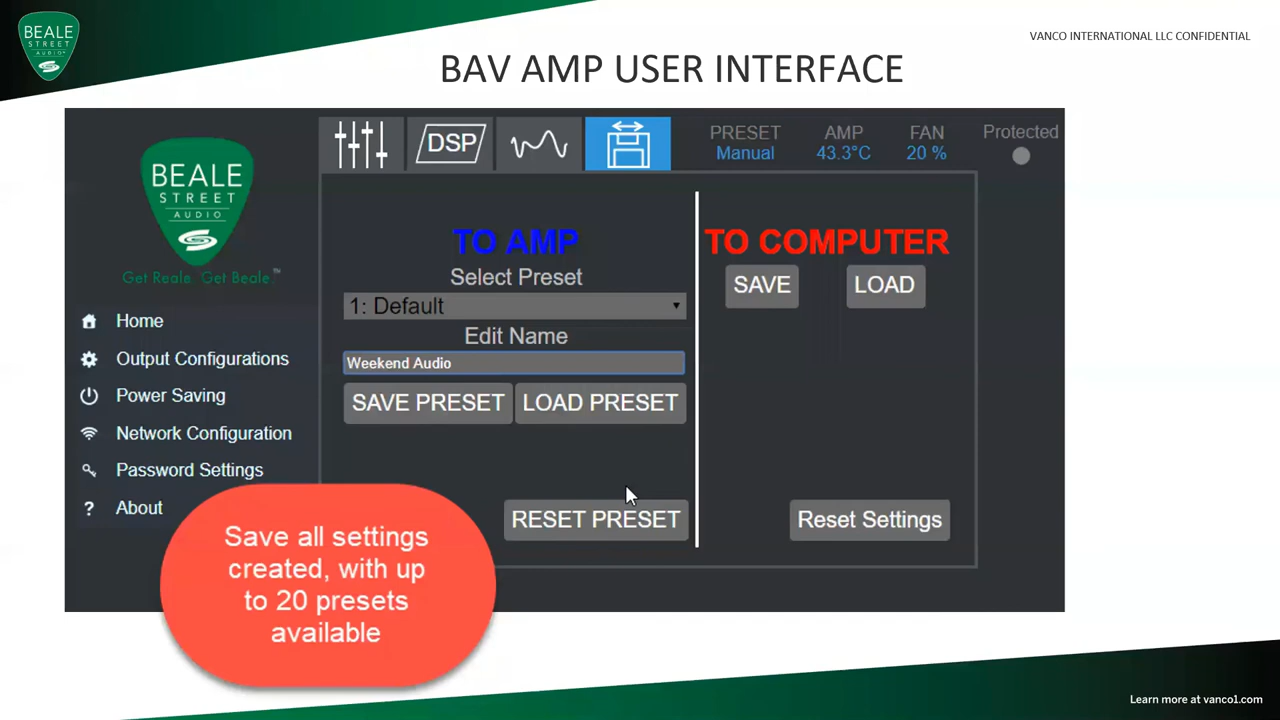 BEALE
STREET
AUDIO
VANCO INTERNATIONAL LLC CONFIDENTIAL
BAV AMP USER INTERFACE
BEALE
STREET
AUDIO
Get Reale. Get Beale.™
Home
Output Configurations
Power Saving
Network Configuration
Password Settings
? About
DSP
PRESET
Manual
AMP
43.3°C
FAN
20 %
Protected
TO AMP
Select Preset
1: Default
Edit Name
Weekend Audio
SAVE PRESET LOAD PRESET
RESET PRESET
TO COMPUTER
SAVE LOAD
Reset Settings
Save all settings
created, with up
to 20 presets
available
Learn more at vanco1.com